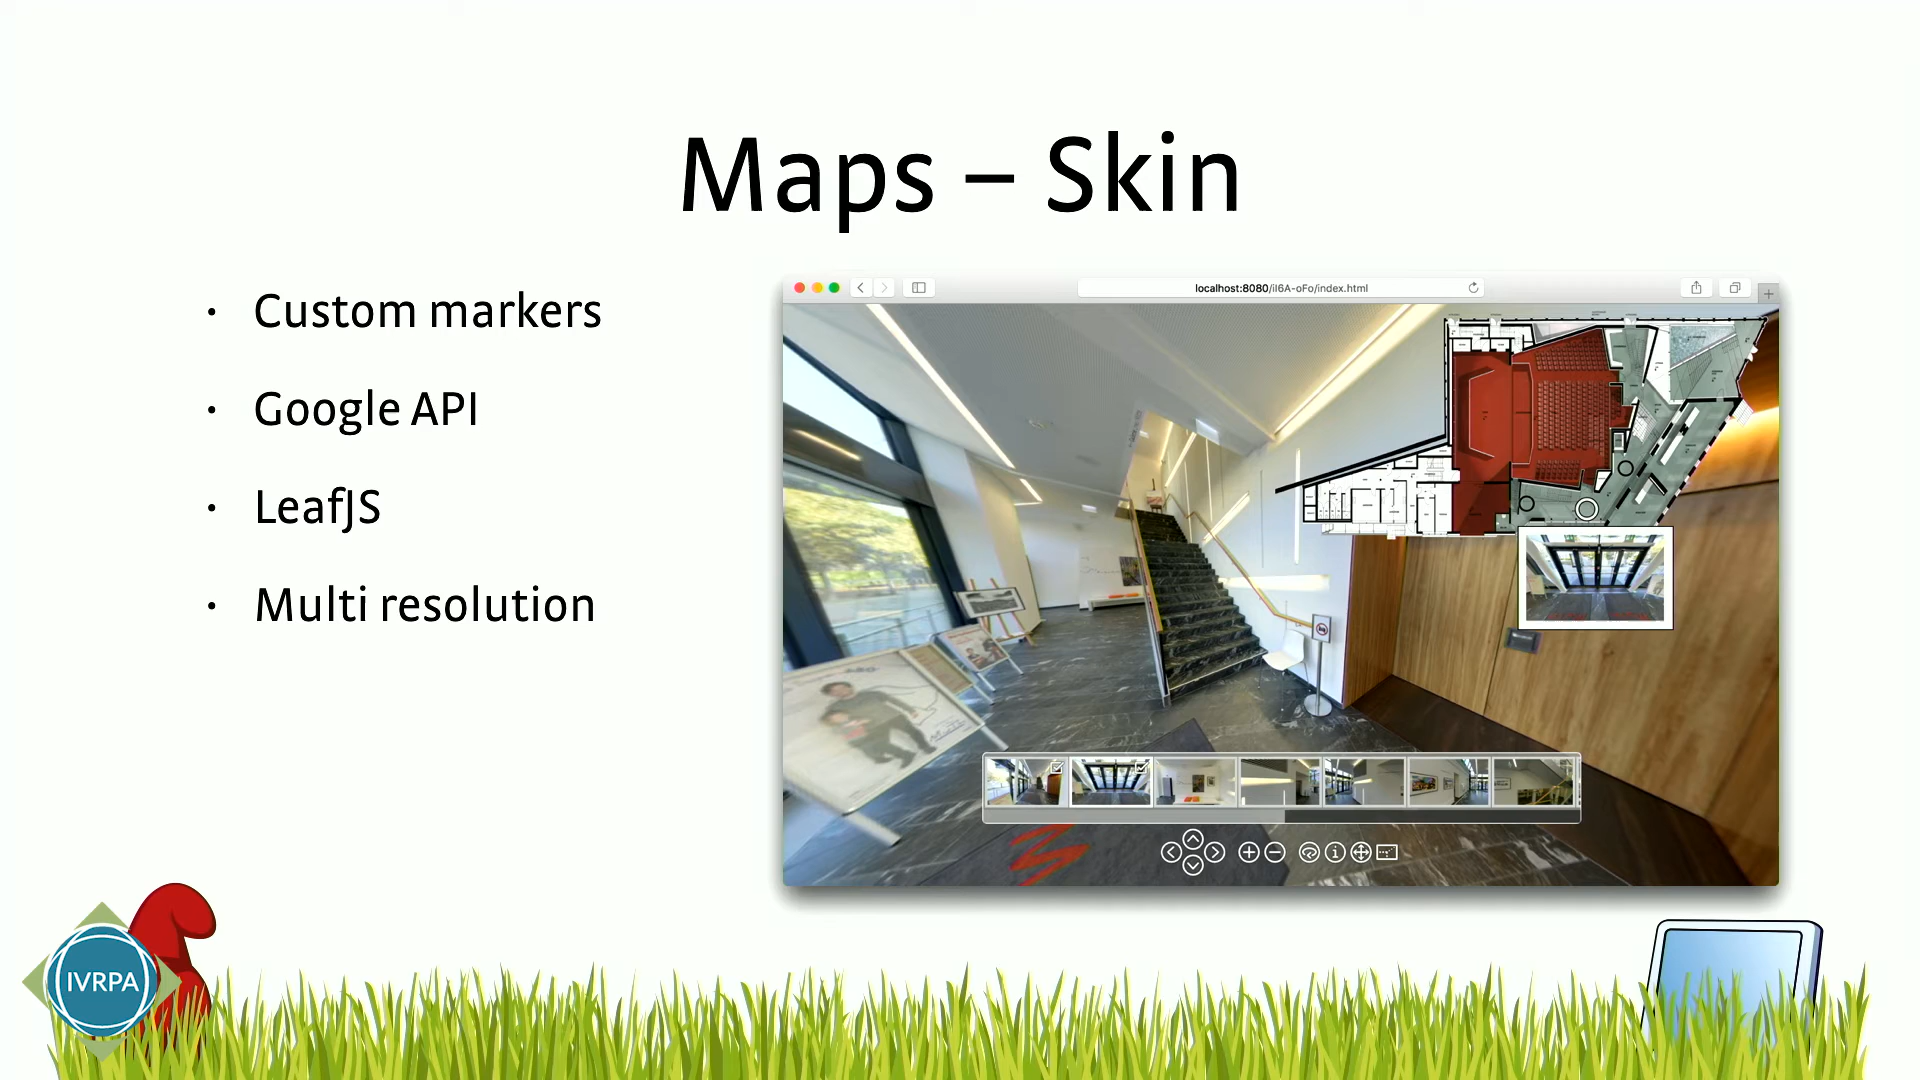 Maps – Skin
· Custom markers
· Google API
· LeafJS
· Multi resolution
localhost:8080/iI6A-oFo/index.html
IVRPA